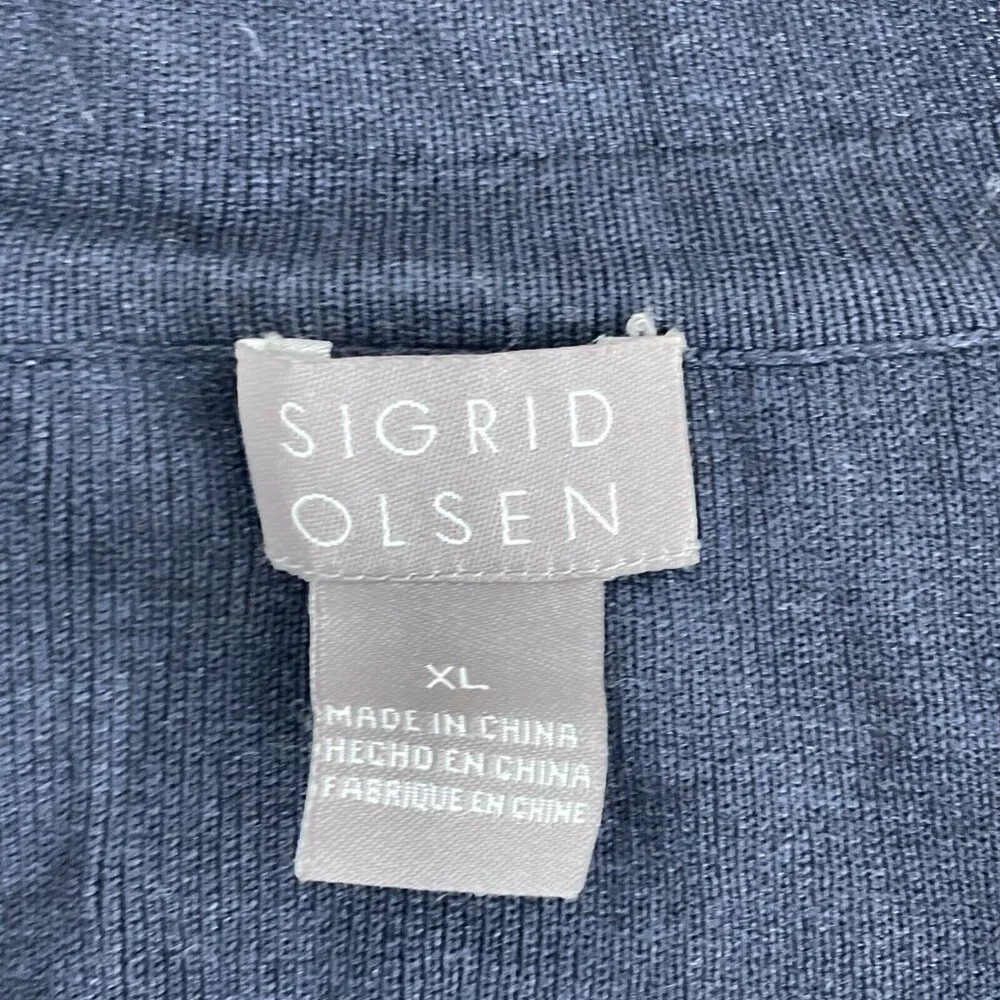 SIGRID
OLSEN
XL
MADE IN CHINA
HECHO EN CHINA
FABRIQUE EN CHINE